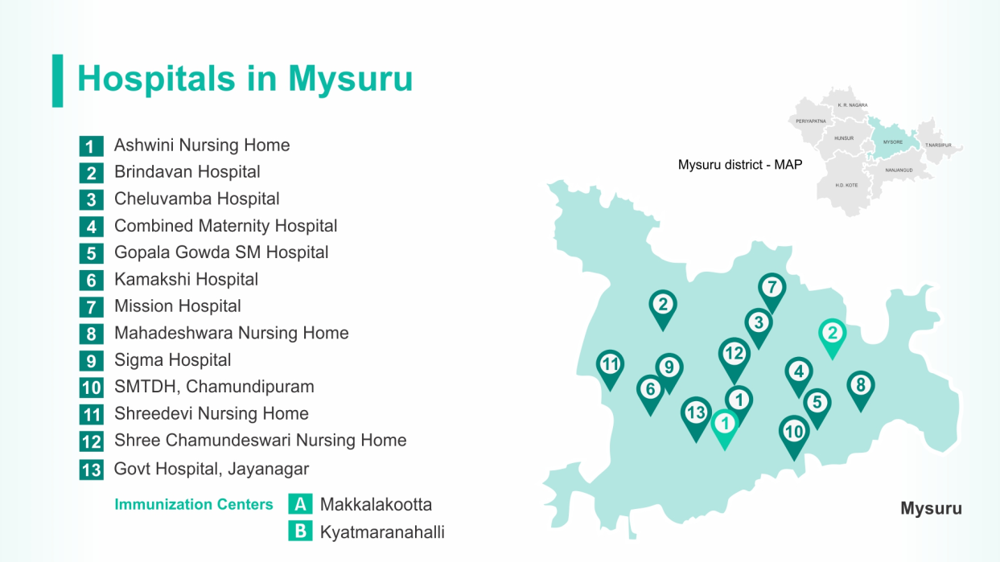 Hospitals in Mysuru
1 Ashwini Nursing Home
2 Brindavan Hospital
3 Cheluvamba Hospital
4 Combined Maternity Hospital
5 Gopala Gowda SM Hospital
6 Kamakshi Hospital
7 Mission Hospital
8 Mahadeshwara Nursing Home
9 Sigma Hospital
10 SMTDH, Chamundipuram
11 Shreedevi Nursing Home
12 Shree Chamundeswari Nursing Home
13 Govt Hospital, Jayanagar
Immunization Centers A Makkalakootta
B Kyatmaranahalli
K. R. NAGARA
PERIYAPATNA
HUNSUR
MYSORE
T.NARSIPUR
NANJANGUD
H.D. KOTE
Mysuru district - MAP
7
2
3
2
12
11
9
4
8
6
1
5
13
1
10
Mysuru